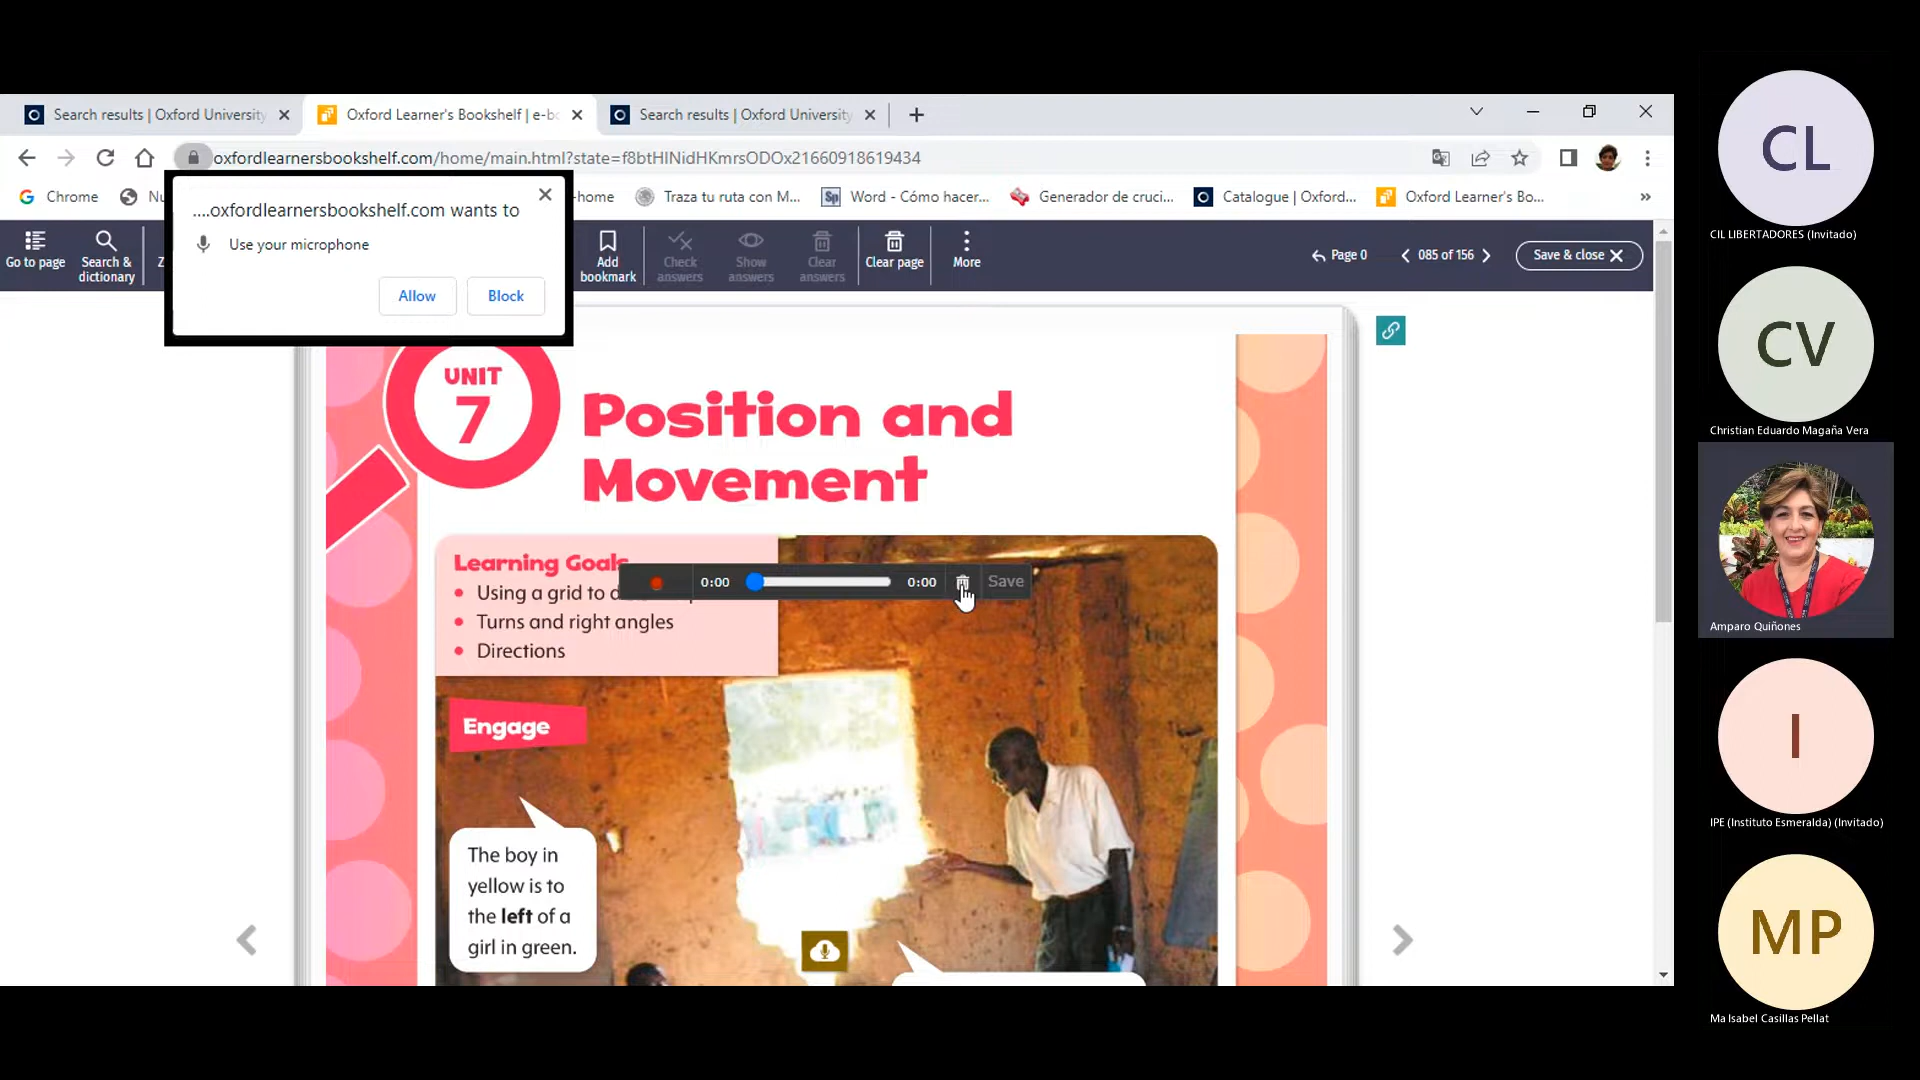 Search results | Oxford University
Oxford Learner's Bookshelf | e-bo
Search results | Oxford University
oxfordlearnersbookshelf.com/home/main.html?state=f8btHINidHKmrsODOx21660918619434
Chrome
Nu
-home
Traza tu ruta con M...
Sp
Word - Cómo hacer...
Generador de cruci...
Catalogue | Oxford...
Oxford Learner's Bo...
»
....oxfordlearnersbookshelf.com wants to
Use your microphone
Allow
Block
Go to page
Search &
dictionary
Z
Add
bookmark
Check
answers
Show
answers
Clear
answers
Clear page
More
Page 0
085 of 156
Save & close
UNIT
7
Position and
Movement
Learning Goals
• Using a grid to d
• Turns and right angles
• Directions
0:00
0:00
Save
Engage
The boy in
yellow is to
the left of a
girl in green.
CL
CIL LIBERTADORES (Invitado)
CV
Christian Eduardo Magaña Vera
Amparo Quiñones
I
IPE (Instituto Esmeralda) (Invitado)
MP
Ma Isabel Casillas Pellat